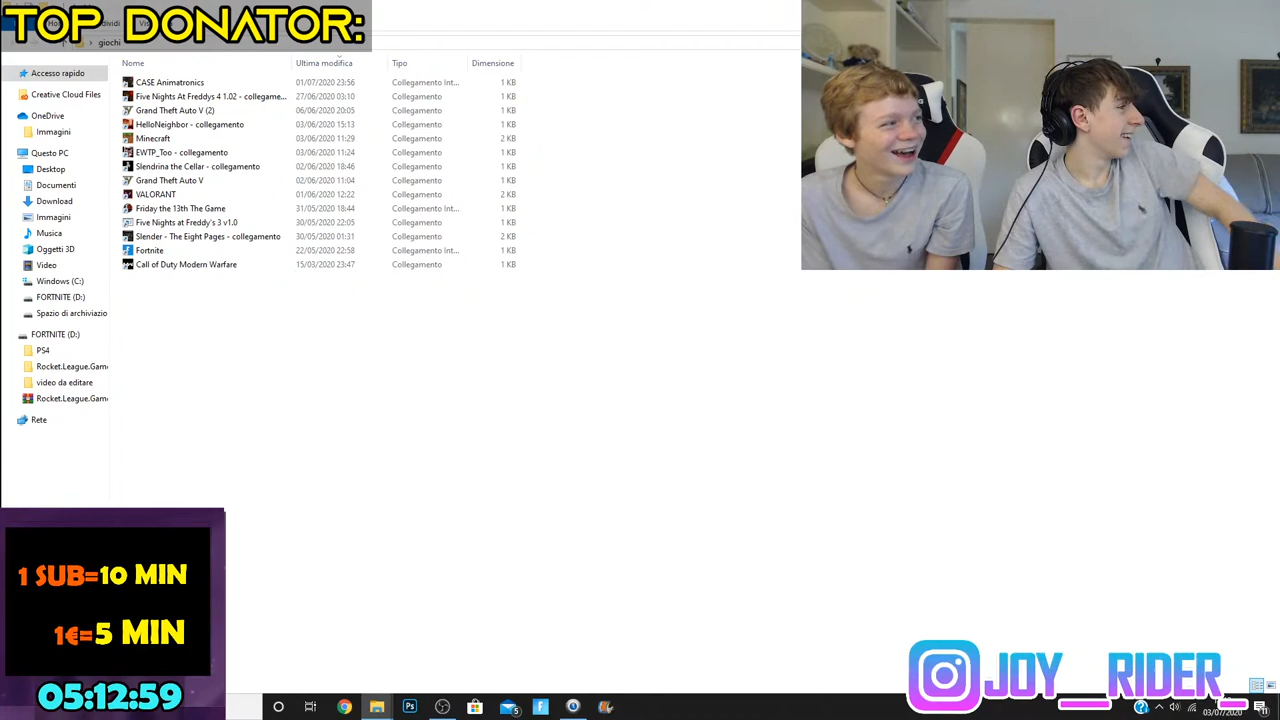 TOP DONATOR:
giochi
Nome Ultima modifica Tipo Dimensione
Accesso rapido
Creative Cloud Files
OneDrive
Immagini
Questo PC
Desktop
Documenti
Download
Immagini
Musica
Oggetti 3D
Video
Windows (C:)
FORTNITE (D:)
Spazio di archiviazio
FORTNITE (D:)
PS4
Rocket.League.Gam
video da editare
Rocket.League.Gam
Rete
CASE Animatronics 01/07/2020 23:56 Collegamento Int... 1 KB
Five Nights At Freddys 4 1.02 - collegame... 27/06/2020 03:10 Collegamento 1 KB
Grand Theft Auto V (2) 06/06/2020 20:05 Collegamento 1 KB
HelloNeighbor - collegamento 03/06/2020 15:13 Collegamento 1 KB
Minecraft 03/06/2020 11:29 Collegamento 2 KB
EWTP_Too - collegamento 03/06/2020 11:24 Collegamento 1 KB
Slendrina the Cellar - collegamento 02/06/2020 18:46 Collegamento 1 KB
Grand Theft Auto V 02/06/2020 11:04 Collegamento 1 KB
VALORANT 01/06/2020 12:22 Collegamento 2 KB
Friday the 13th The Game 31/05/2020 18:44 Collegamento Int... 1 KB
Five Nights at Freddy's 3 v1.0 30/05/2020 22:05 Collegamento 1 KB
Slender - The Eight Pages - collegamento 30/05/2020 01:31 Collegamento 2 KB
Fortnite 22/05/2020 22:58 Collegamento Int... 1 KB
Call of Duty Modern Warfare 15/03/2020 23:47 Collegamento 1 KB
1 SUB=10 MIN
1€=5 MIN
05:12:59
JOY__RIDER_
03/07/2020